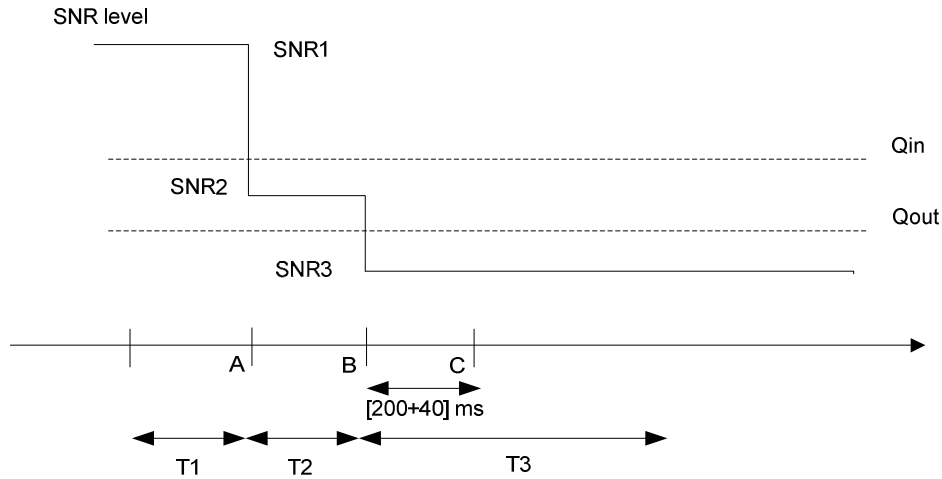 SNR level
SNR1
Qin
SNR2
Qout
SNR3
A
B
C
[200+40] ms
T1
T2
T3